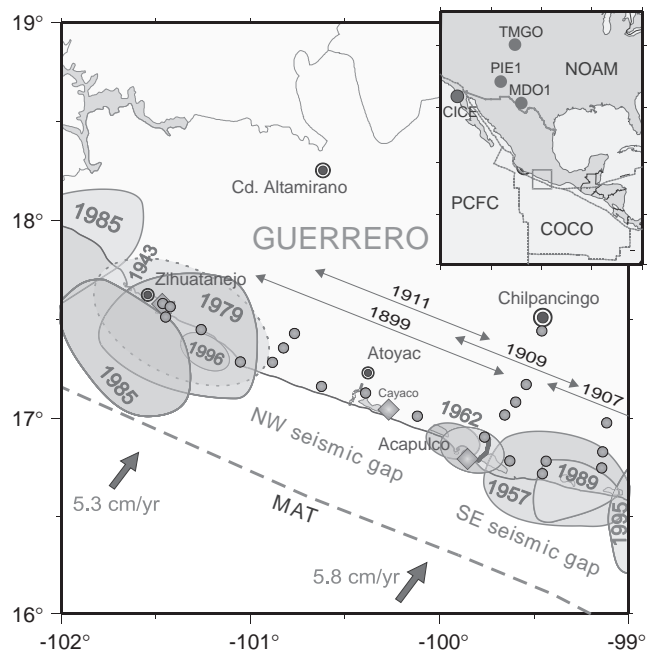 19°
TMGO
PIE1
NOAM
MDO1
CICE
PCFC
COCO
Cd. Altamirano
18°
1985
GUERRERO
1943
Zihuatanejo
1979
1911
1899
Chilpancingo
1996
1909
Atoyac
1985
Cayaco
1907
17°
1962
NW seismic gap
Acapulco
1989
1957
5.3 cm/yr
MAT
SE seismic gap
1995
5.8 cm/yr
16°
-102°
-101°
-100°
-99°